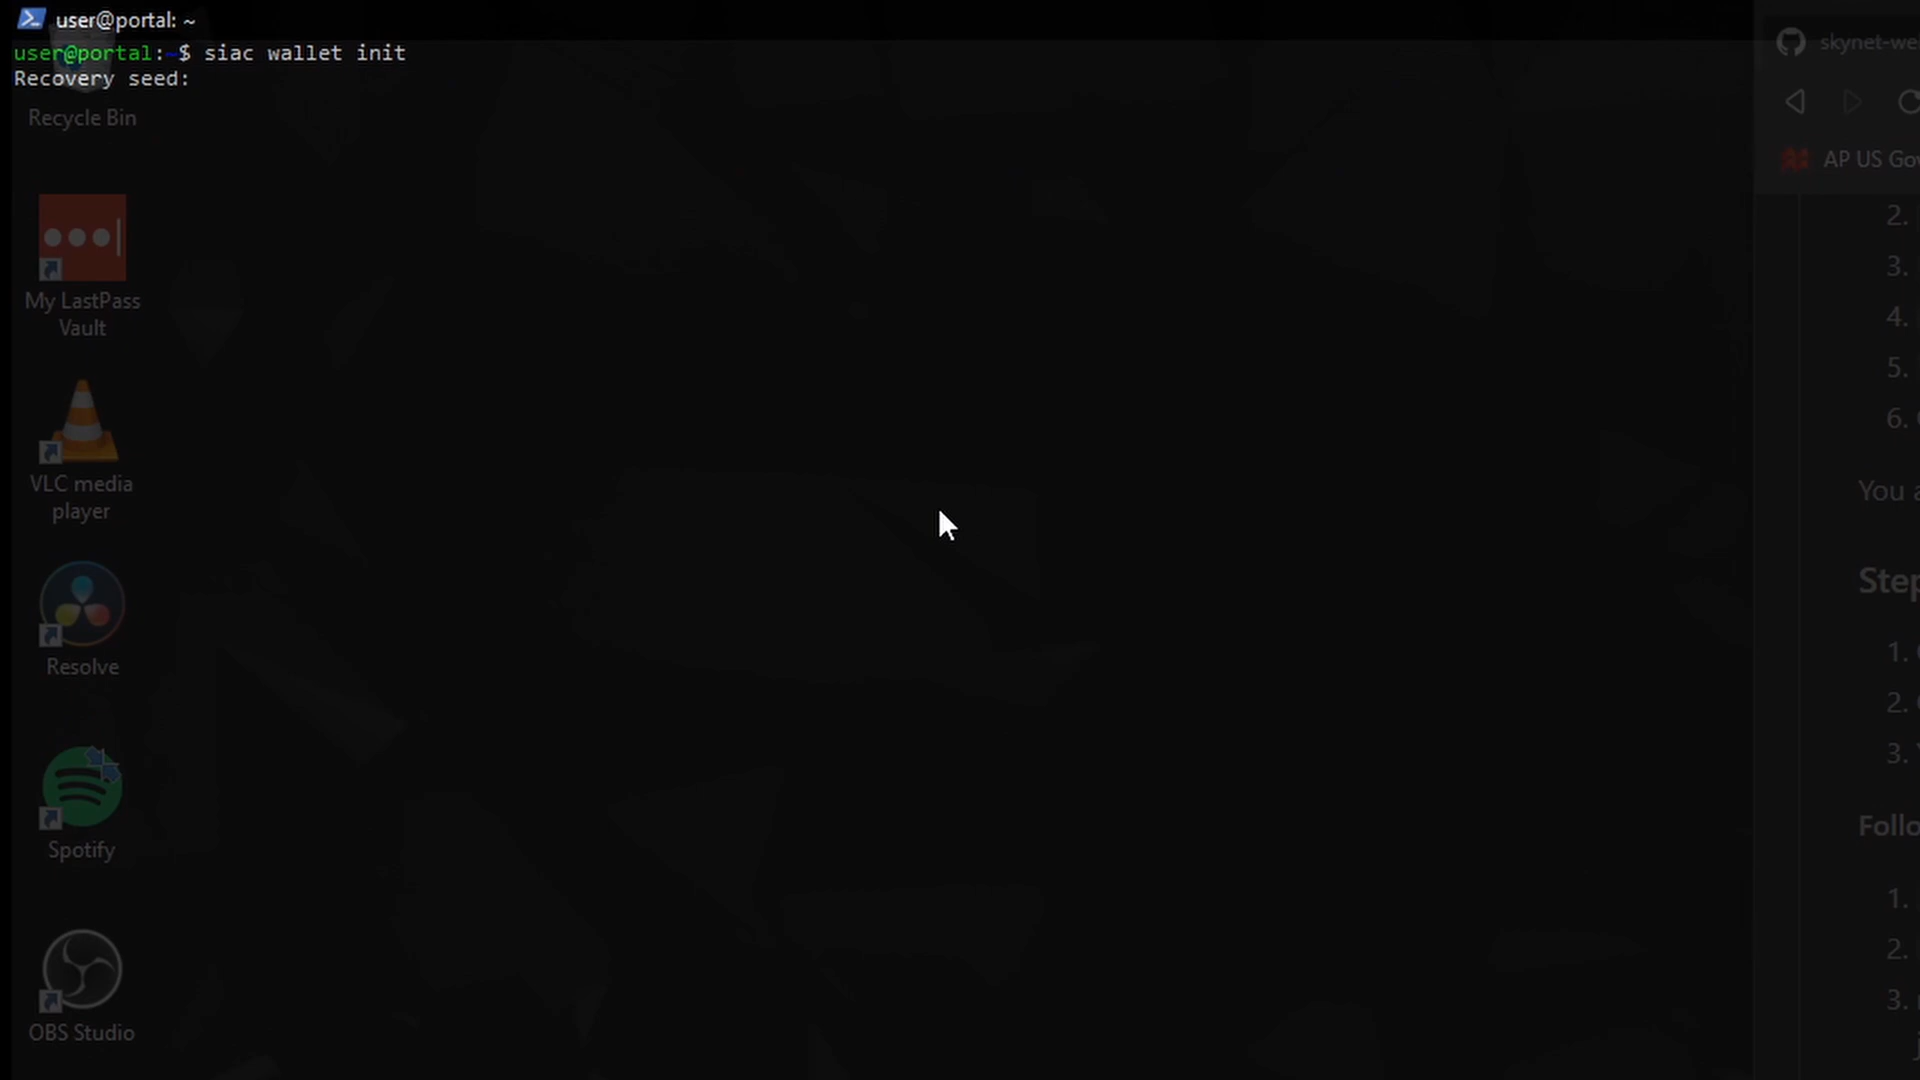 user@portal: ~
user@portal:~$ siac wallet init
Recovery seed:
Recycle Bin
My LastPass
Vault
VLC media
player
Resolve
Spotify
OBS Studio
skynet-we
AP US Gov
2.
3.
4.
5.
6.
You a
Step
1.
2.
3.
Follo
1.
2.
3.